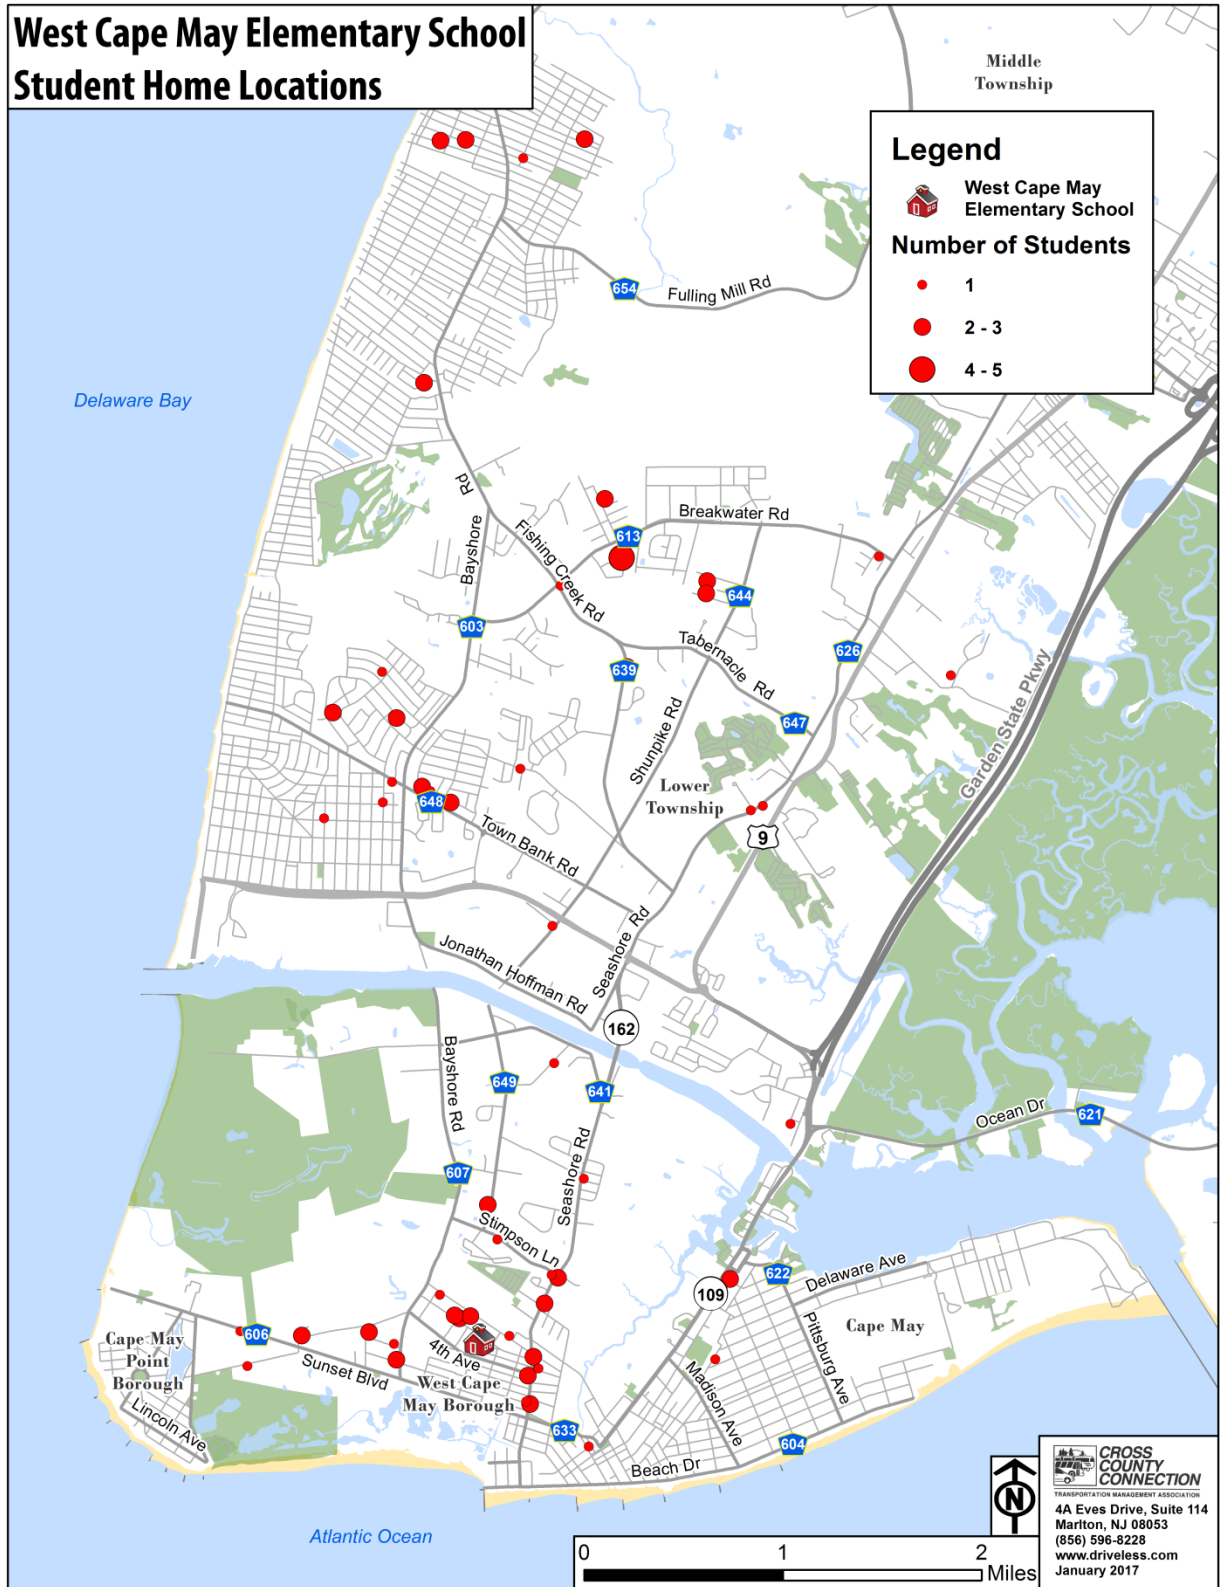 West Cape May Elementary School
Student Home Locations
Middle
Township
Legend
West Cape May
Elementary School
Number of Students
1
2 - 3
4 - 5
654
Fulling Mill Rd
Delaware Bay
Rd
Bayshore
Fishing Creek Rd
613
Breakwater Rd
644
603
639
Tabernacle Rd
626
647
Shunpike Rd
Garden State Pkwy
Lower
Township
648
Town Bank Rd
9
Seashore Rd
Jonathan Hoffman Rd
162
Bayshore Rd
649
641
Ocean Dr
621
607
Seashore Rd
Stimpson Ln
622
Delaware Ave
109
Cape May
Pittsburg Ave
606
Cape May
Point
Borough
Sunset Blvd
4th Ave
West Cape
May Borough
Madison Ave
Lincoln Ave
633
604
Beach Dr
Atlantic Ocean
N
0 1 2
Miles
CROSS
COUNTY
CONNECTION
TRANSPORTATION MANAGEMENT ASSOCIATION
4A Eves Drive, Suite 114
Marlton, NJ 08053
(856) 596-8228
www.driveless.com
January 2017